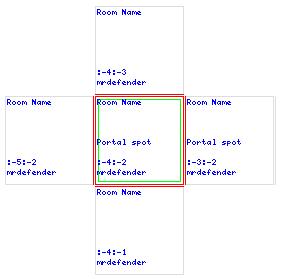 Room Name
:-4:-3
mrdefender
Room Name
:-5:-2
mrdefender
Room Name
Portal spot
:-4:-2
mrdefender
Room Name
Portal spot
:-3:-2
mrdefender
Room Name
:-4:-1
mrdefender